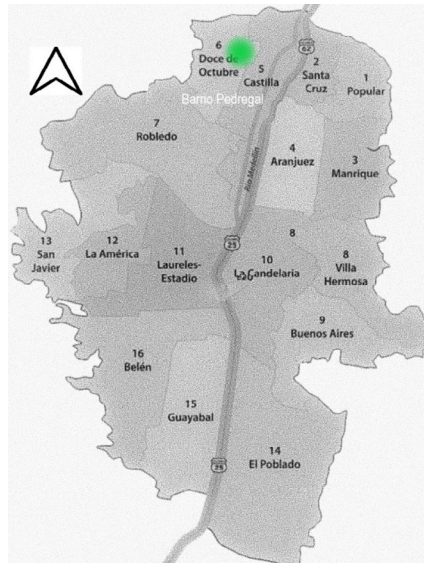 6
Doce de
Octubre
5
Castilla
62
2
Santa
Cruz
1
Popular
Barrio Pedregal
7
Robledo
Río Medellín
4
Aranjuez
3
Manrique
13
San
Javier
12
La América
11
Laureles-
Estadio
25
8
10
La Candelaria
8
Villa
Hermosa
9
Buenos Aires
16
Belén
15
Guayabal
14
El Poblado
25